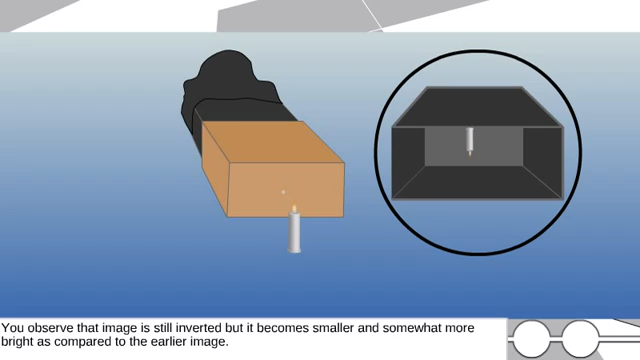 You observe that image is still inverted but it becomes smaller and somewhat more
bright as compared to the earlier image.